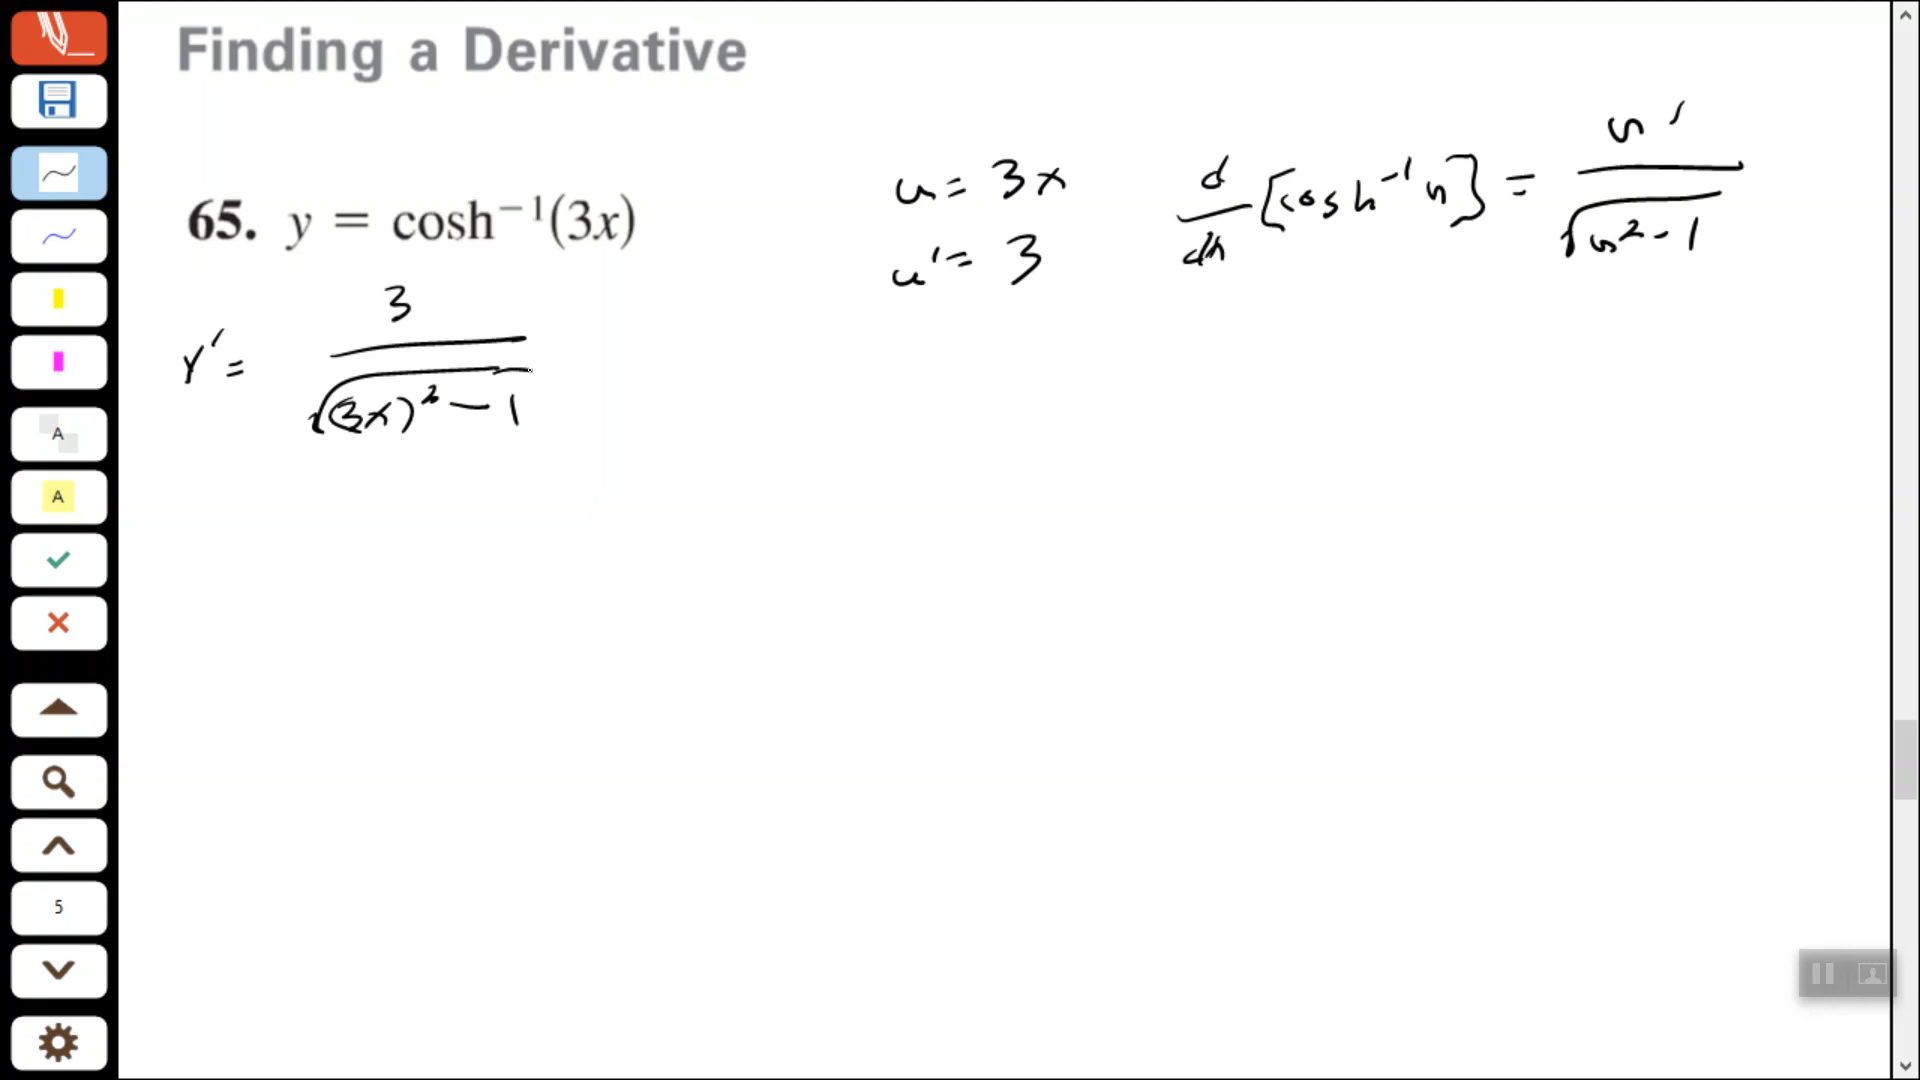 Finding a Derivative
65. y = cosh⁻¹(3x)
u = 3x
u' = 3
d/dx [cosh⁻¹ u] = u' / √(u² - 1)
y' = 3 / √((3x)² - 1)
A
A
5